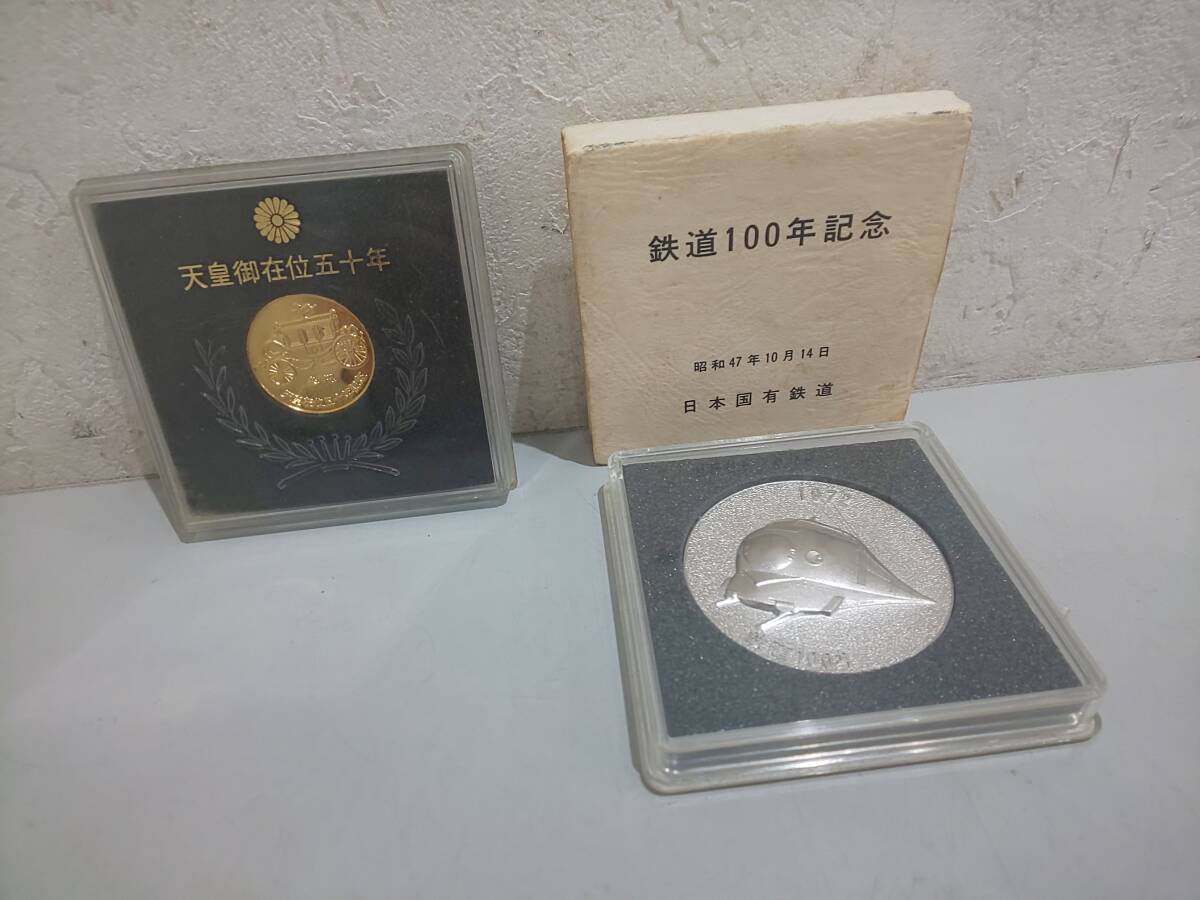 天皇御在位五十年
鉄道100年記念
昭和47年10月14日
日本国有鉄道
1972